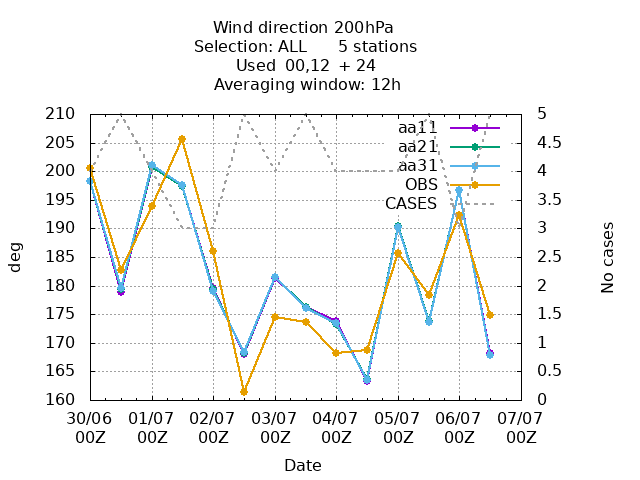 Wind direction 200hPa
Selection: ALL      5 stations
Used  00,12  + 24
Averaging window: 12h
deg
210
205
200
195
190
185
180
175
170
165
160
aa11
aa21
aa31
OBS
CASES
5
4.5
4
3.5
3
2.5
2
1.5
1
0.5
0
No cases
30/06 01/07 02/07 03/07 04/07 05/07 06/07 07/07
00Z 00Z 00Z 00Z 00Z 00Z 00Z 00Z
Date